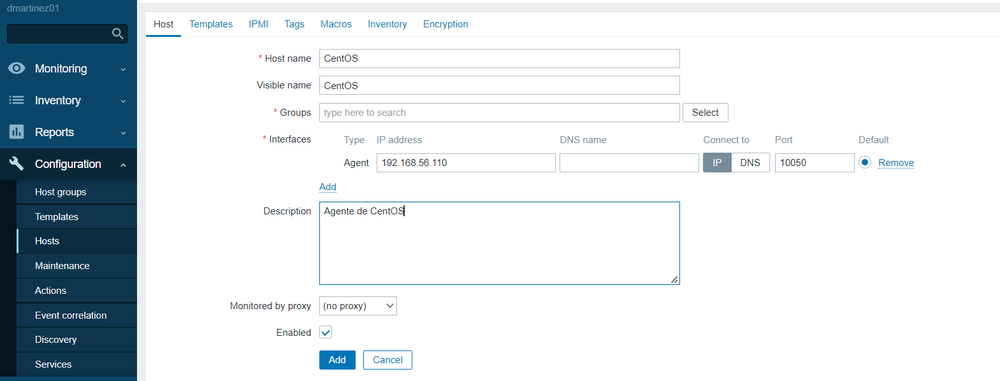 dmartinez01
Monitoring
Inventory
Reports
Configuration
Host groups
Templates
Hosts
Maintenance
Actions
Event correlation
Discovery
Services
Host Templates IPMI Tags Macros Inventory Encryption
* Host name CentOS
Visible name CentOS
* Groups type here to search Select
* Interfaces Type IP address DNS name Connect to Port Default
Agent 192.168.56.110 IP DNS 10050 Remove
Add
Description Agente de CentOS
Monitored by proxy (no proxy)
Enabled
Add Cancel